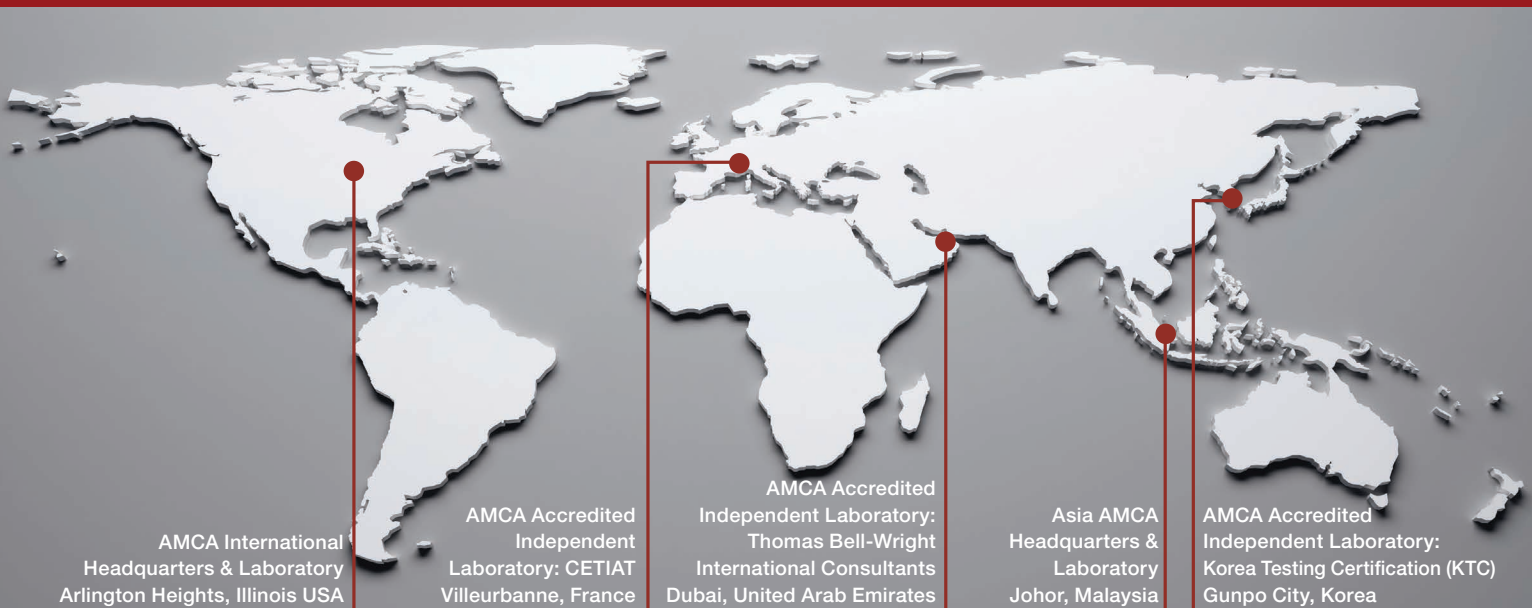 AMCA International
Headquarters & Laboratory
Arlington Heights, Illinois USA
AMCA Accredited
Independent
Laboratory: CETIAT
Villeurbanne, France
AMCA Accredited
Independent Laboratory:
Thomas Bell-Wright
International Consultants
Dubai, United Arab Emirates
Asia AMCA
Headquarters &
Laboratory
Johor, Malaysia
AMCA Accredited
Independent Laboratory:
Korea Testing Certification (KTC)
Gunpo City, Korea